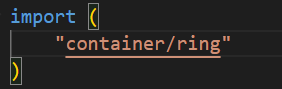 import (
    "container/ring"
)